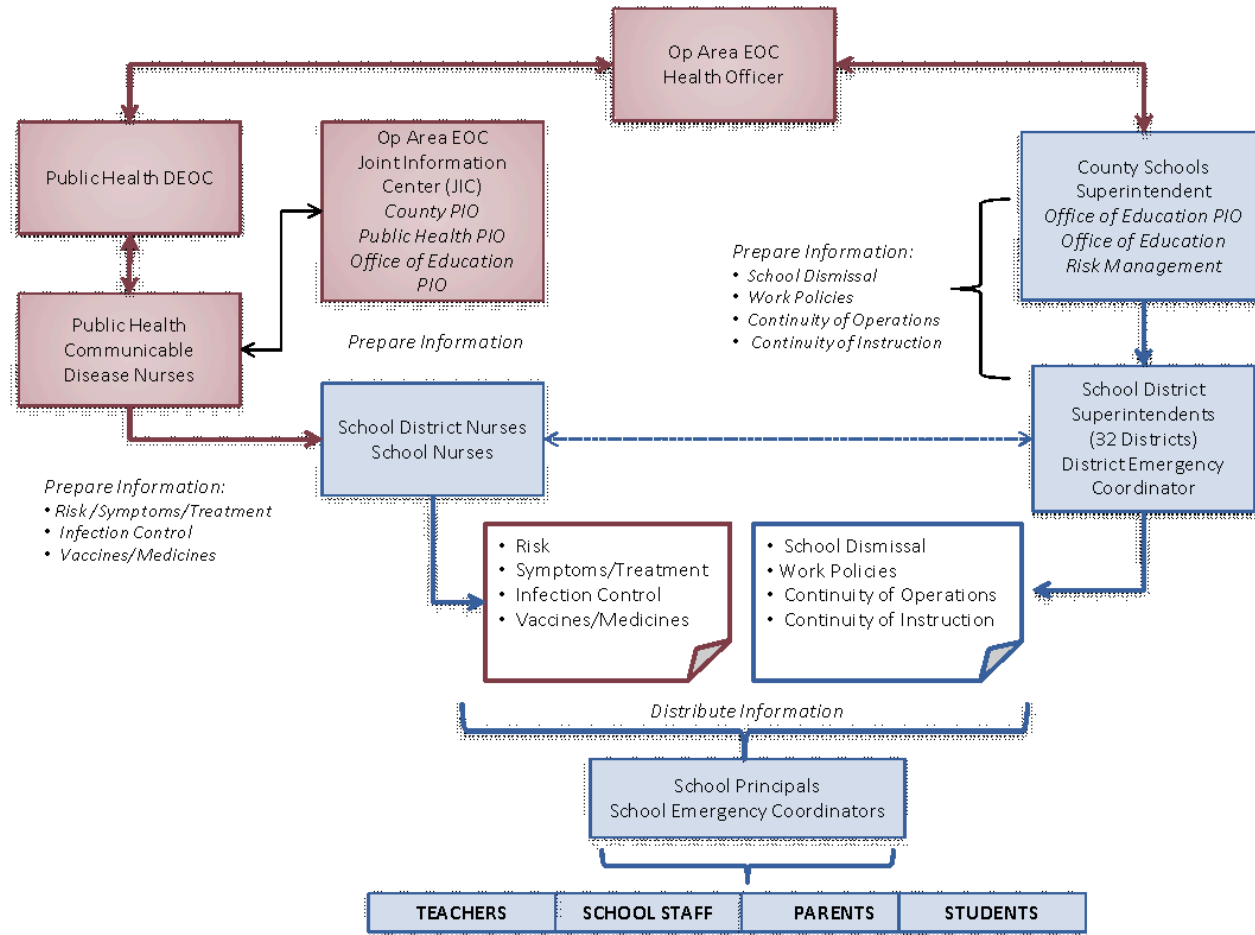 Op Area EOC
Health Officer
Public Health DEOC
Op Area EOC
Joint Information
Center (JIC)
County PIO
Public Health PIO
Office of Education
PIO
County Schools
Superintendent
Office of Education PIO
Office of Education
Risk Management
Prepare Information:
• School Dismissal
• Work Policies
• Continuity of Operations
• Continuity of Instruction
Public Health
Communicable
Disease Nurses
Prepare Information
School District Nurses
School Nurses
School District
Superintendents
(32 Districts)
District Emergency
Coordinator
Prepare Information:
• Risk/Symptoms/Treatment
• Infection Control
• Vaccines/Medicines
• Risk
• Symptoms/Treatment
• Infection Control
• Vaccines/Medicines
• School Dismissal
• Work Policies
• Continuity of Operations
• Continuity of Instruction
Distribute Information
School Principals
School Emergency Coordinators
TEACHERS
SCHOOL STAFF
PARENTS
STUDENTS